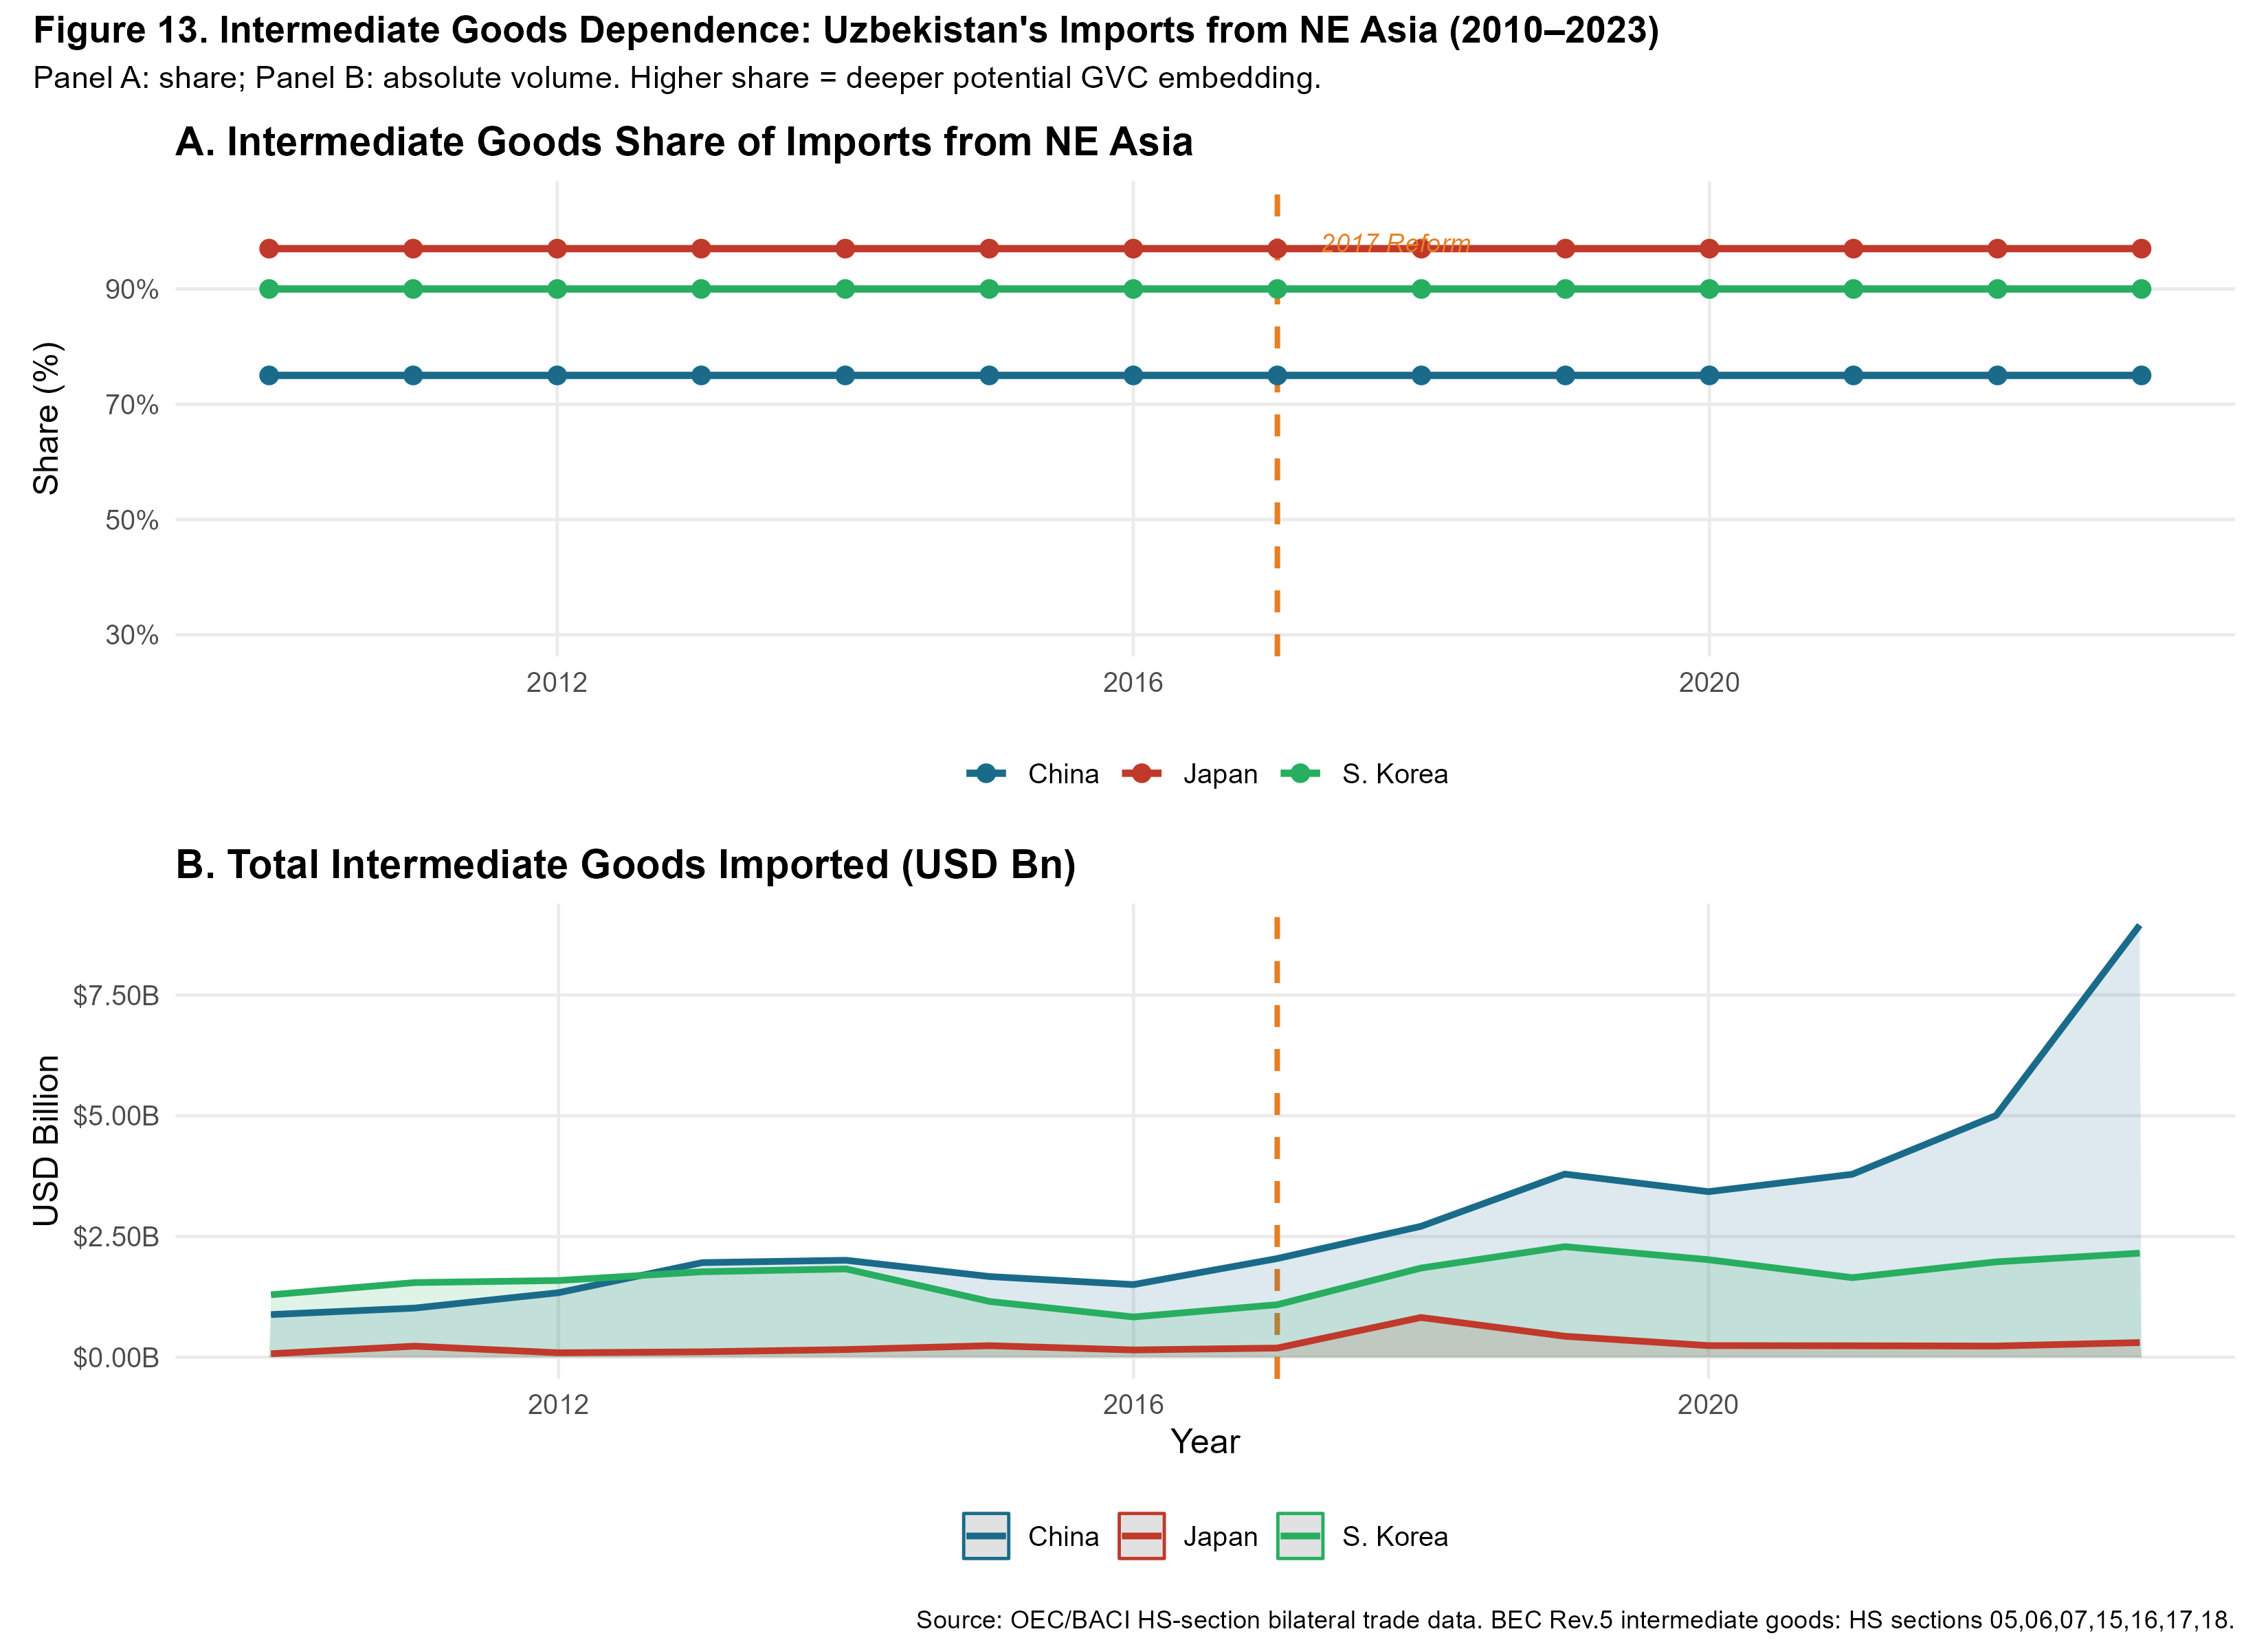 Figure 13. Intermediate Goods Dependence: Uzbekistan's Imports from NE Asia (2010–2023)
Panel A: share; Panel B: absolute volume. Higher share = deeper potential GVC embedding.
A. Intermediate Goods Share of Imports from NE Asia
2017 Reform
90%
70%
50%
30%
Share (%)
2012 2016 2020
China Japan S. Korea
B. Total Intermediate Goods Imported (USD Bn)
$7.50B
$5.00B
$2.50B
$0.00B
USD Billion
2012 2016 2020
Year
China Japan S. Korea
Source: OEC/BACI HS-section bilateral trade data. BEC Rev.5 intermediate goods: HS sections 05,06,07,15,16,17,18.